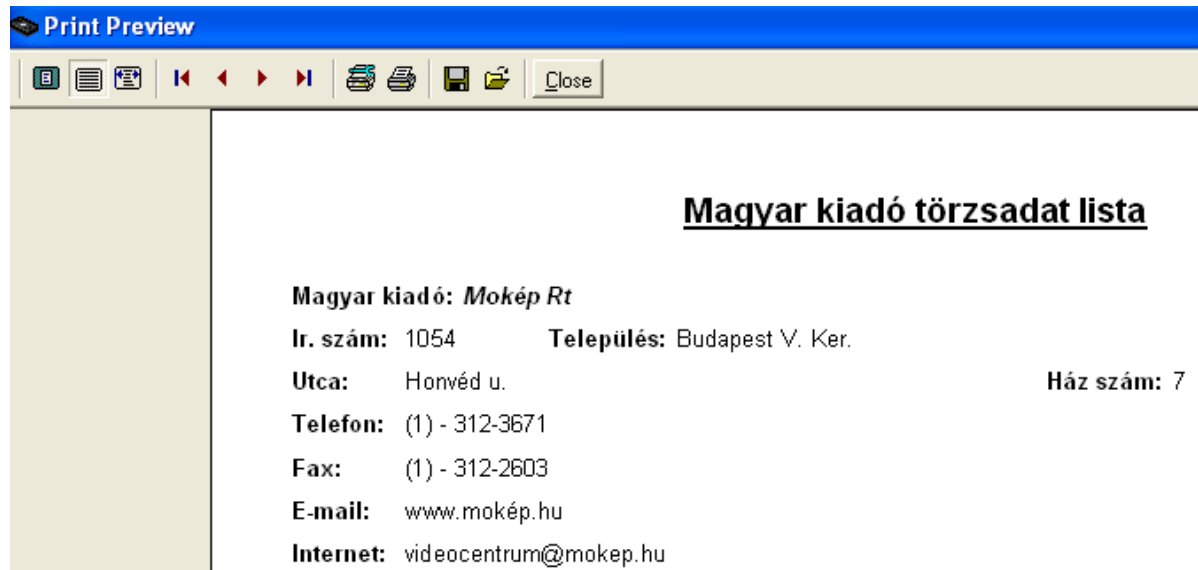 Print Preview
Close
Magyar kiadó törzsadat lista
Magyar kiadó: Mokép Rt
Ir. szám: 1054 Település: Budapest V. Ker.
Utca: Honvéd u. Ház szám: 7
Telefon: (1) - 312-3671
Fax: (1) - 312-2603
E-mail: www.mokép.hu
Internet: videocentrum@mokep.hu